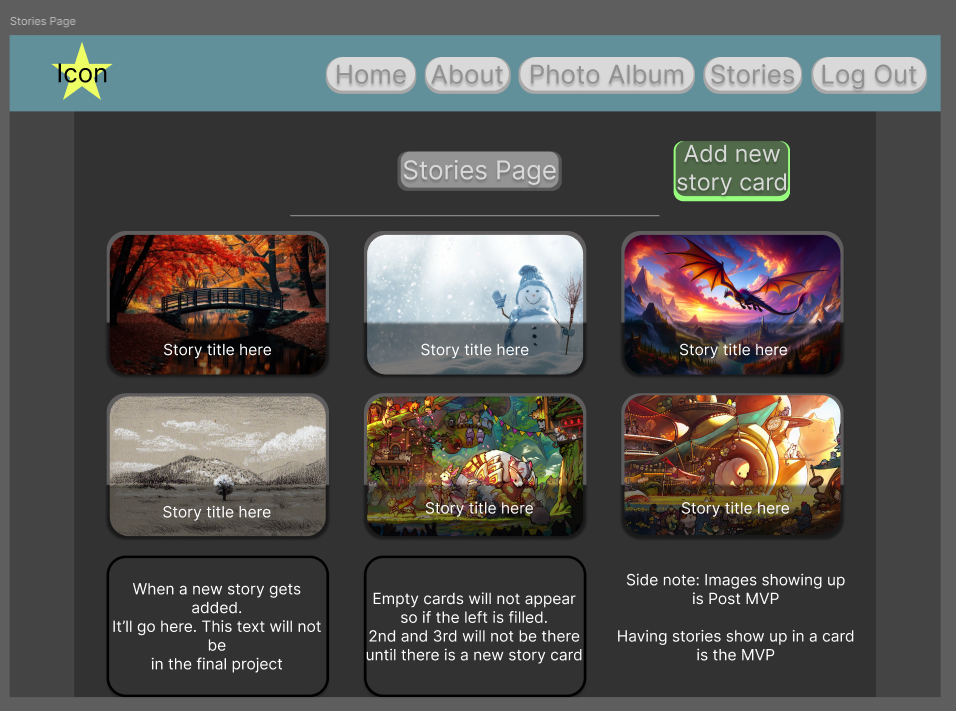 Stories Page
Icon
Home
About
Photo Album
Stories
Log Out
Stories Page
Add new
story card
Story title here
Story title here
Story title here
Story title here
Story title here
Story title here
When a new story gets
added.
It’ll go here. This text will not
be
in the final project
Empty cards will not appear
so if the left is filled.
2nd and 3rd will not be there
until there is a new story card
Side note: Images showing up
is Post MVP
Having stories show up in a card
is the MVP